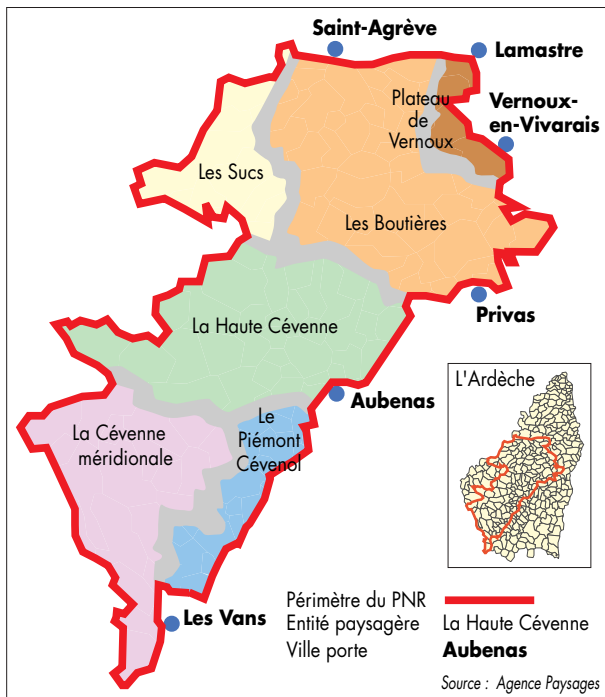 Saint-Agrève
Lamastre
Plateau
de
Vernoux
Vernoux-
en-Vivarais
Les Sucs
Les Boutières
Privas
La Haute Cévenne
L'Ardèche
Aubenas
La Cévenne
méridionale
Le
Piémont
Cévenol
Les Vans
Périmètre du PNR
Entité paysagère La Haute Cévenne
Ville porte Aubenas
Source : Agence Paysages